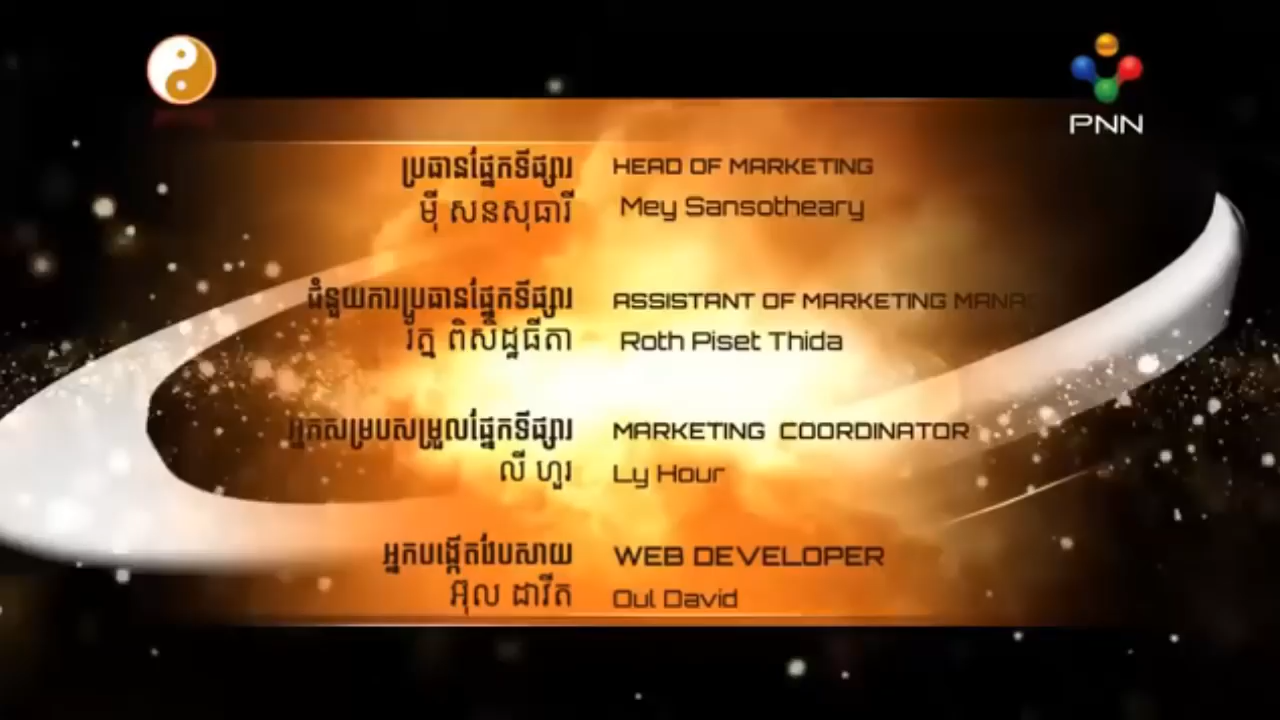 PNN
ប្រធានផ្នែកទីផ្សារ HEAD OF MARKETING
ម៉ី សនសុធារី Mey Sansotheary
ជំនួយការប្រធានផ្នែកទីផ្សារ ASSISTANT OF MARKETING
រ័ត្ន ពិសិដ្ឋធីតា Roth Piset Thida
អ្នកសម្របសម្រួលផ្នែកទីផ្សារ MARKETING COORDINATOR
លី ហួរ Ly Hour
អ្នកបង្កើតវែបសាយ WEB DEVELOPER
អ៊ុល ដាវីត Oul David